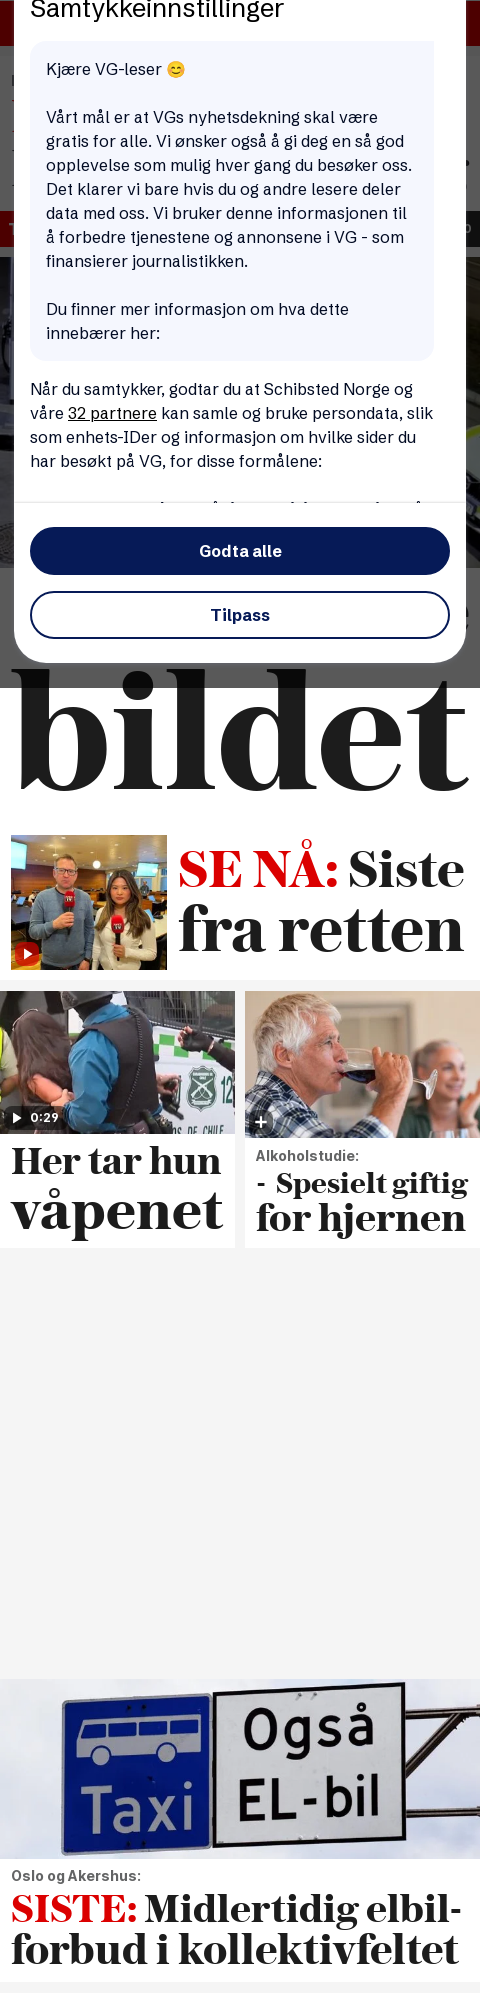 Samtykkeinnstillinger
Kjære VG-leser 😊
Vårt mål er at VGs nyhetsdekning skal være
gratis for alle. Vi ønsker også å gi deg en så god
opplevelse som mulig hver gang du besøker oss.
Det klarer vi bare hvis du og andre lesere deler
data med oss. Vi bruker denne informasjonen til
å forbedre tjenestene og annonsene i VG - som
finansierer journalistikken.
Du finner mer informasjon om hva dette
innebærer her:
Når du samtykker, godtar du at Schibsted Norge og
våre 32 partnere kan samle og bruke persondata, slik
som enhets-IDer og informasjon om hvilke sider du
har besøkt på VG, for disse formålene:
Godta alle
Tilpass
bildet
SE NÅ: Siste
fra retten
0:29
Her tar hun
våpenet
Alkoholstudie:
- Spesielt giftig
for hjernen
Taxi
Også
EL-bil
Oslo og Akershus:
SISTE: Midlertidig elbil-
forbud i kollektivfeltet